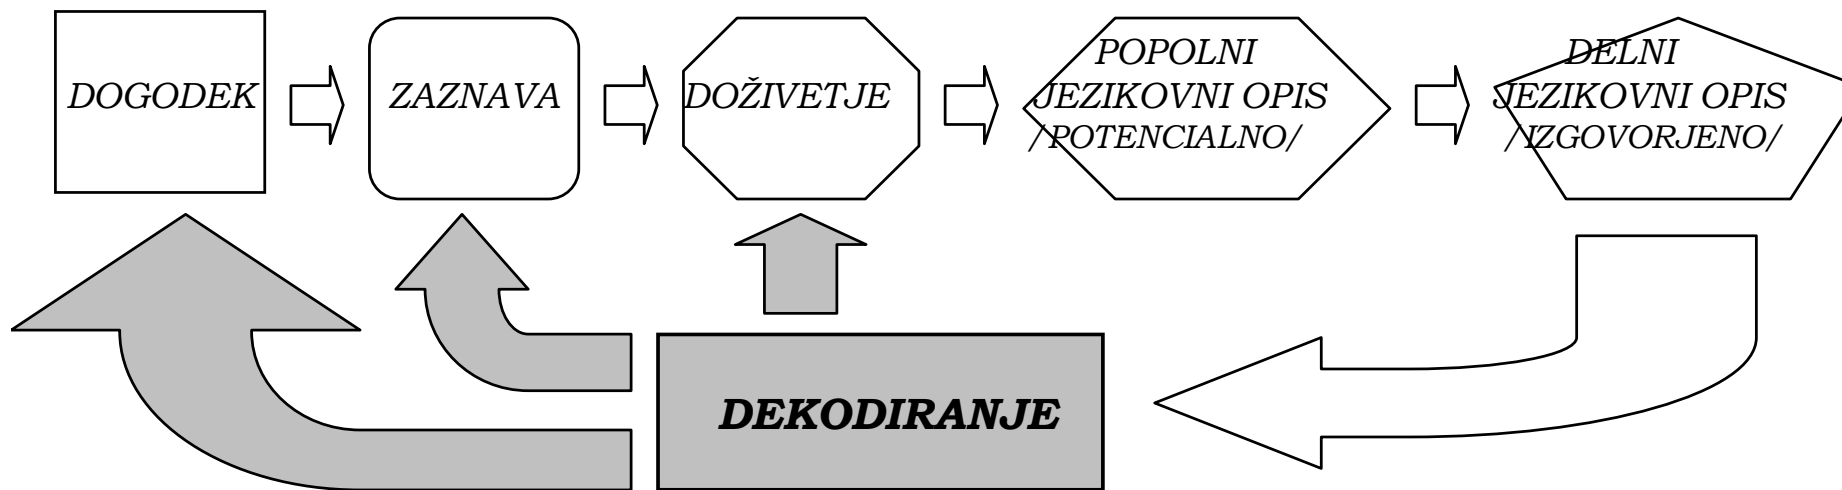 DOGODEK
ZAZNAVA
DOŽIVETJE
POPOLNI
JEZIKOVNI OPIS
/POTENCIALNO/
DELNI
JEZIKOVNI OPIS
/IZGOVORJENO/
DEKODIRANJE